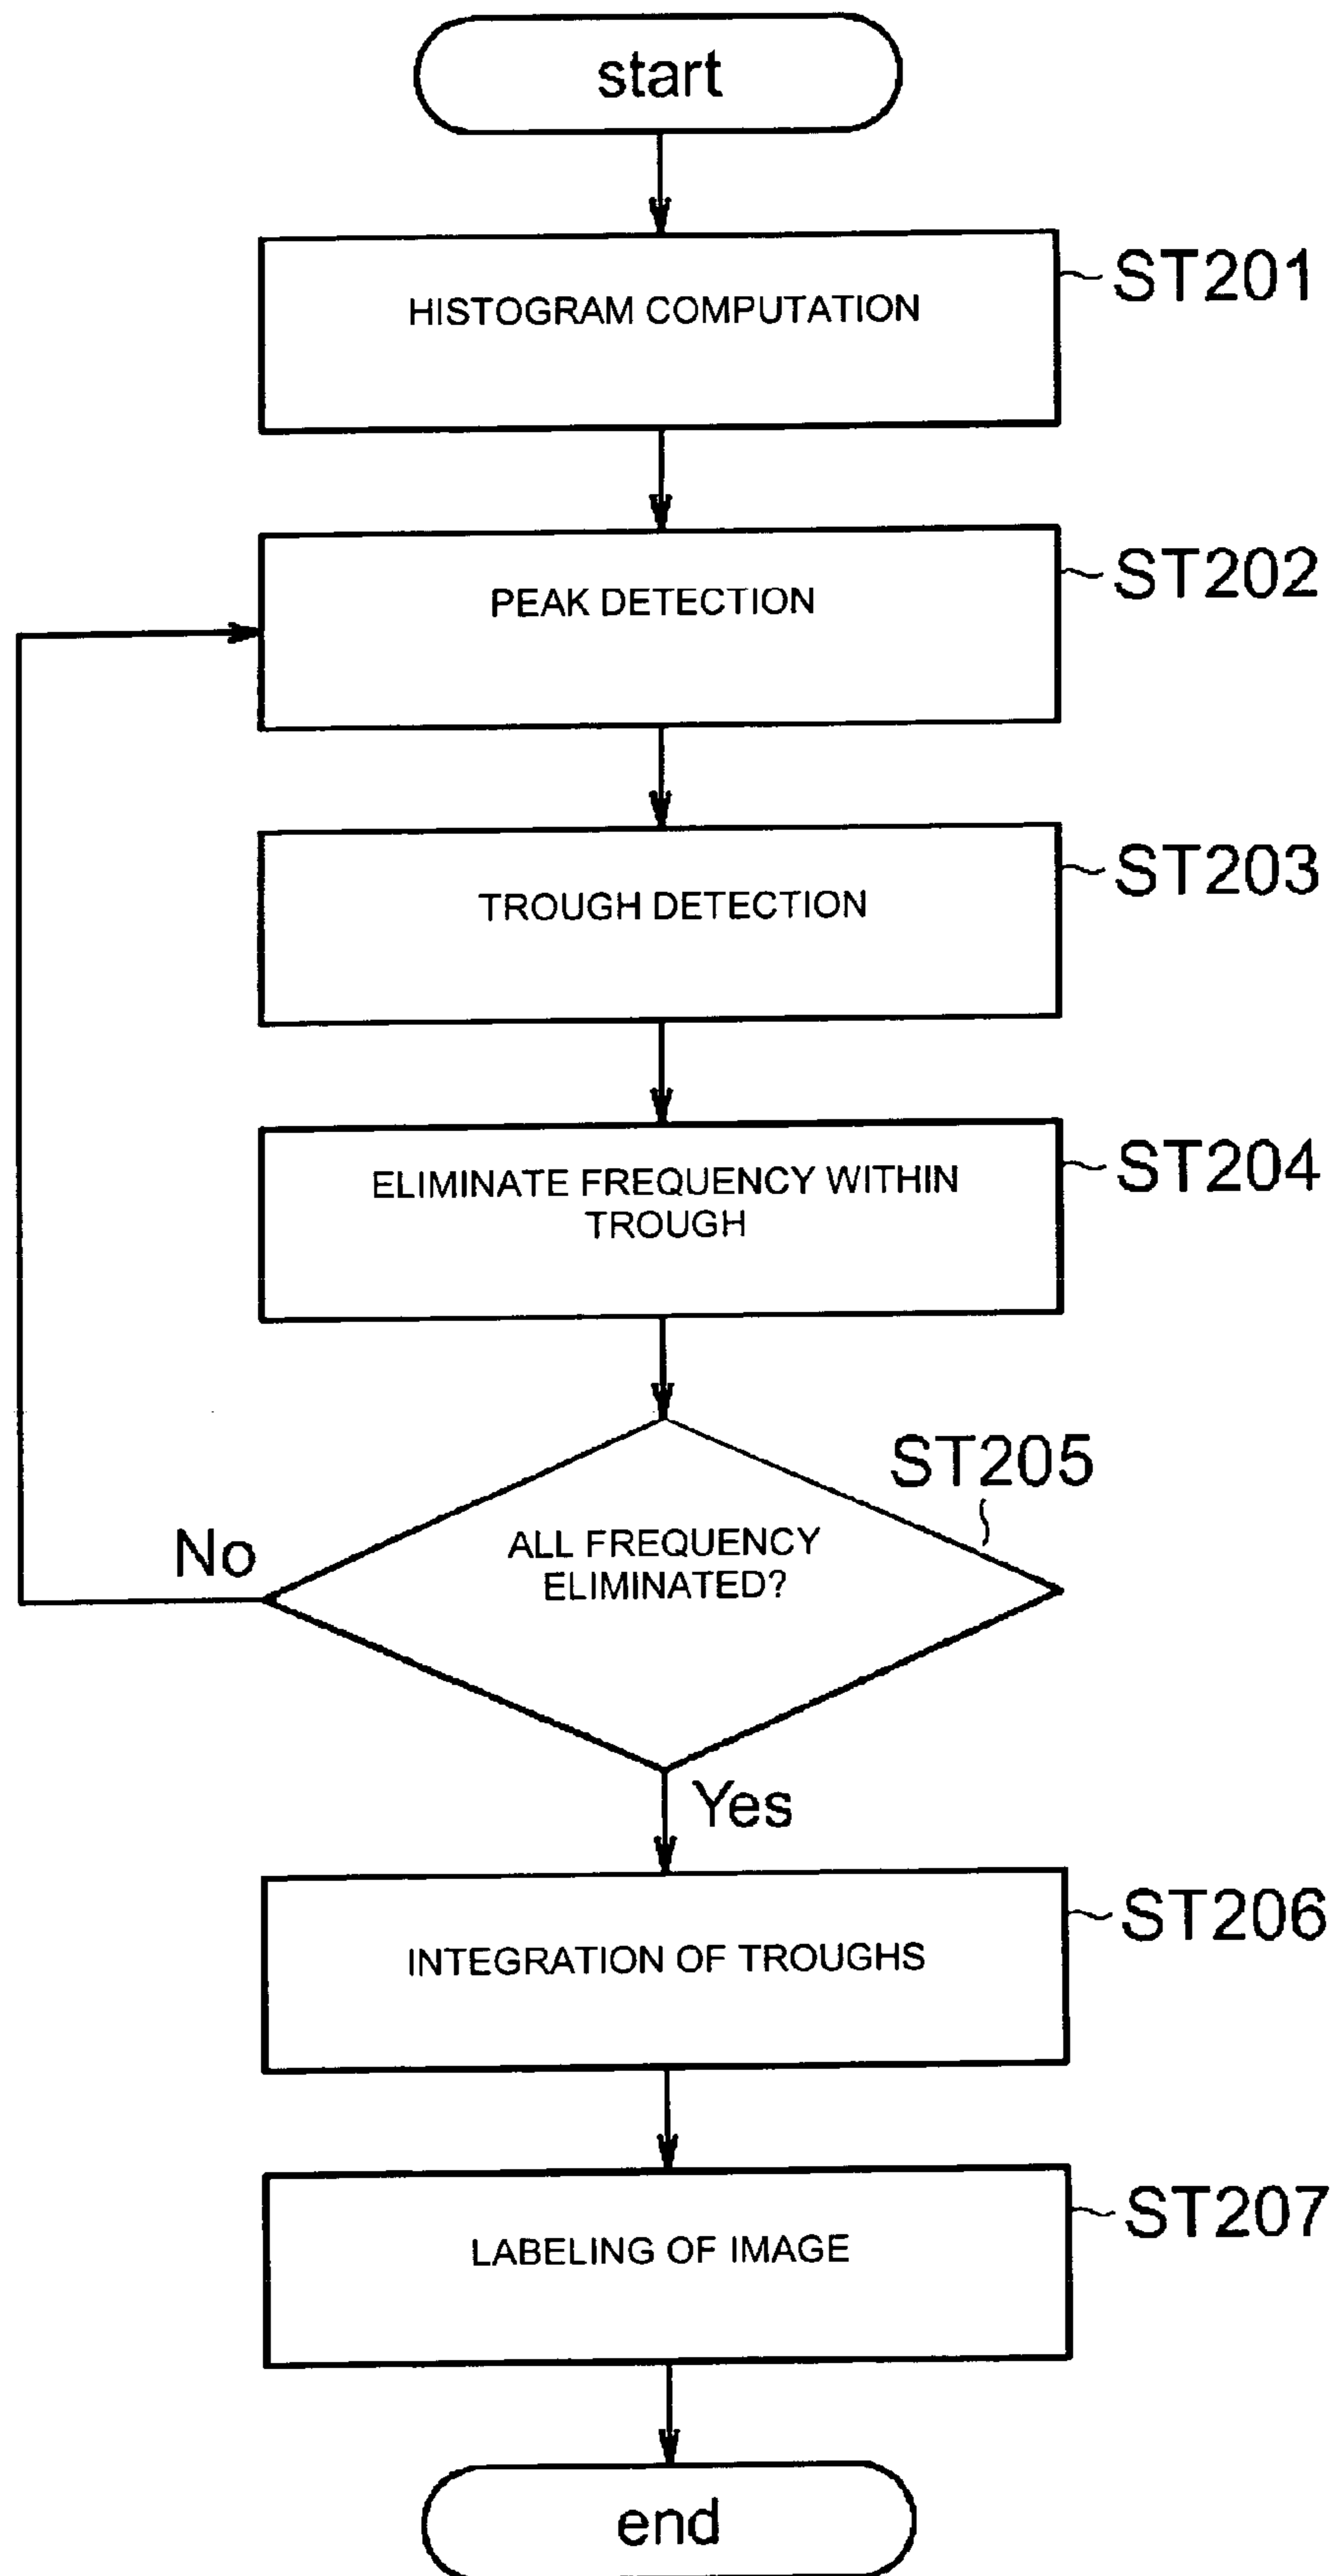 start
HISTOGRAM COMPUTATION
ST201
PEAK DETECTION
ST202
TROUGH DETECTION
ST203
ELIMINATE FREQUENCY WITHIN
TROUGH
ST204
ST205
ALL FREQUENCY
ELIMINATED?
No
Yes
INTEGRATION OF TROUGHS
ST206
LABELING OF IMAGE
ST207
end